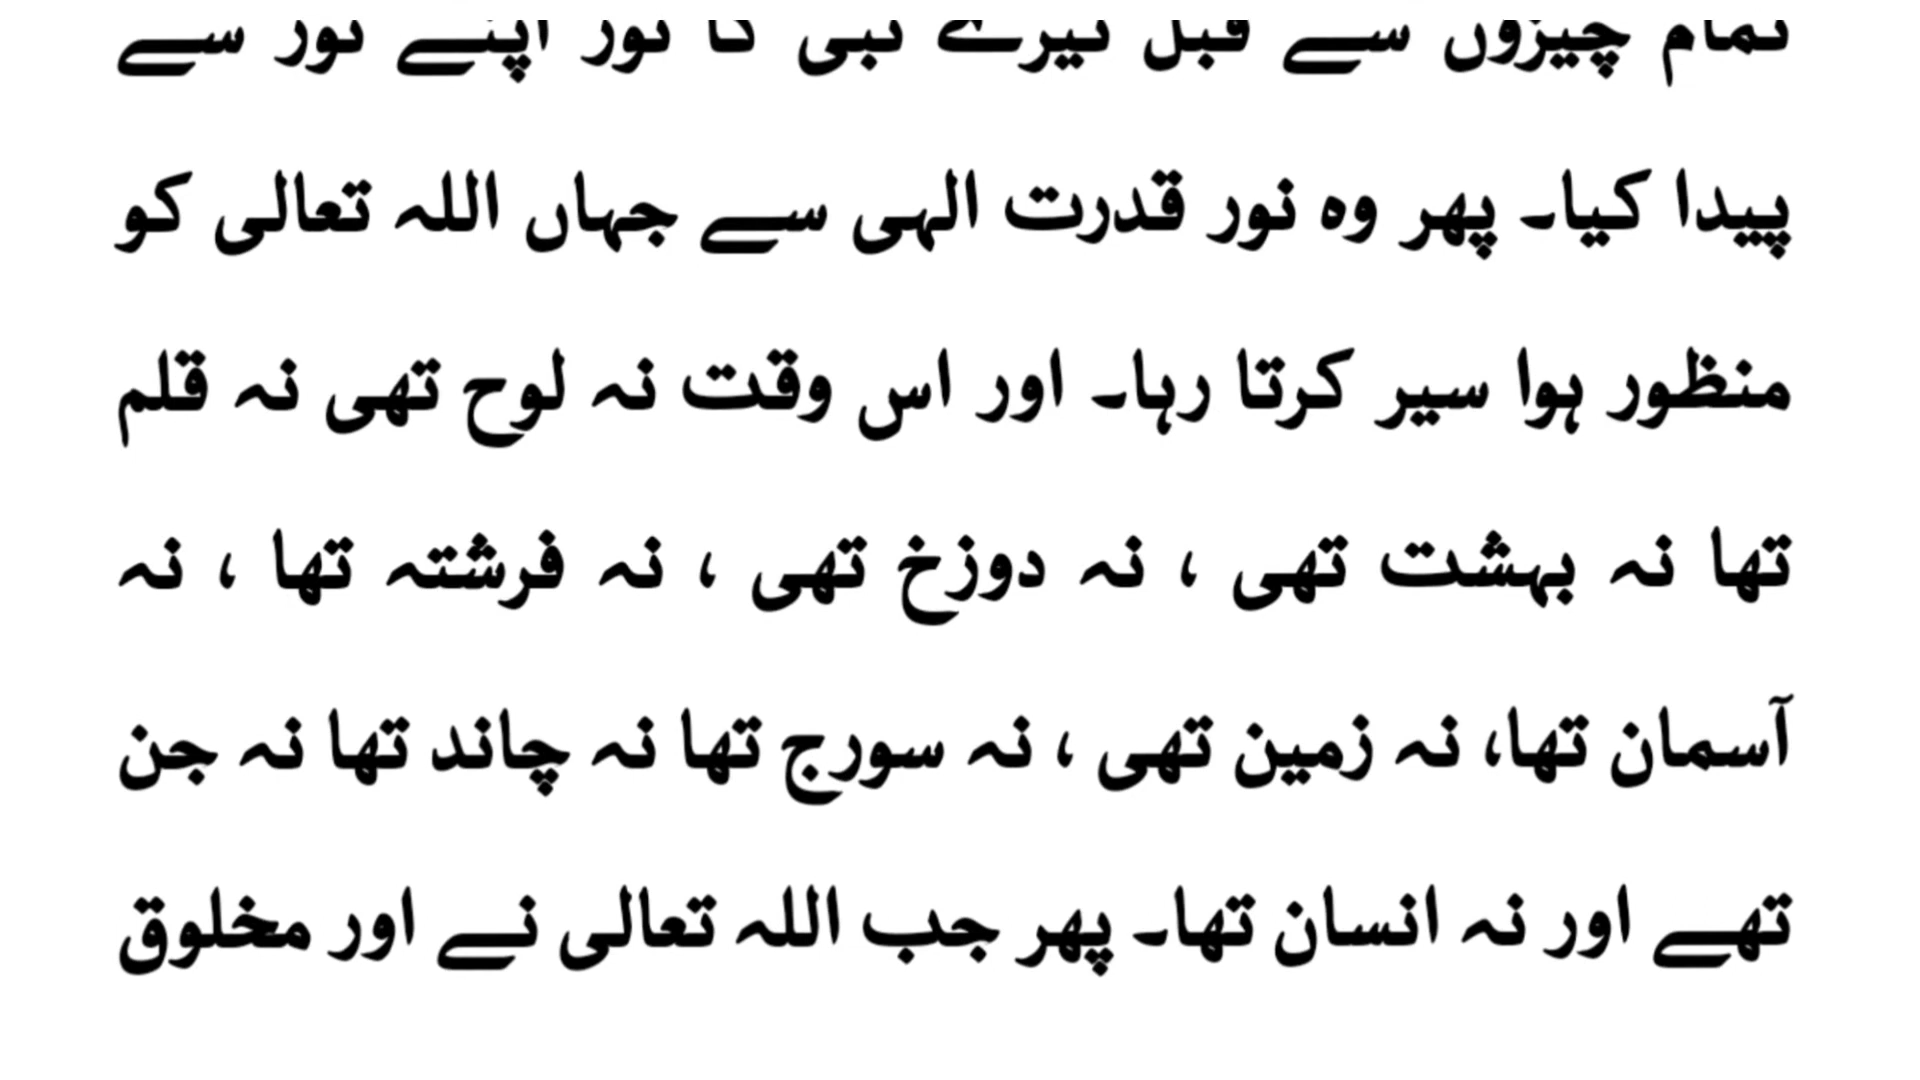 تمام چیزوں سے قبل تیرے نبی کا نور اپنے نور سے
پیدا کیا۔ پھر وہ نور قدرت الہی سے جہاں اللہ تعالی کو
منظور ہوا سیر کرتا رہا۔ اور اس وقت نہ لوح تھی نہ قلم
تھا نہ بہشت تھی ، نہ دوزخ تھی ، نہ فرشتہ تھا ، نہ
آسمان تھا، نہ زمین تھی ، نہ سورج تھا نہ چاند تھا نہ جن
تھے اور نہ انسان تھا۔ پھر جب اللہ تعالی نے اور مخلوق